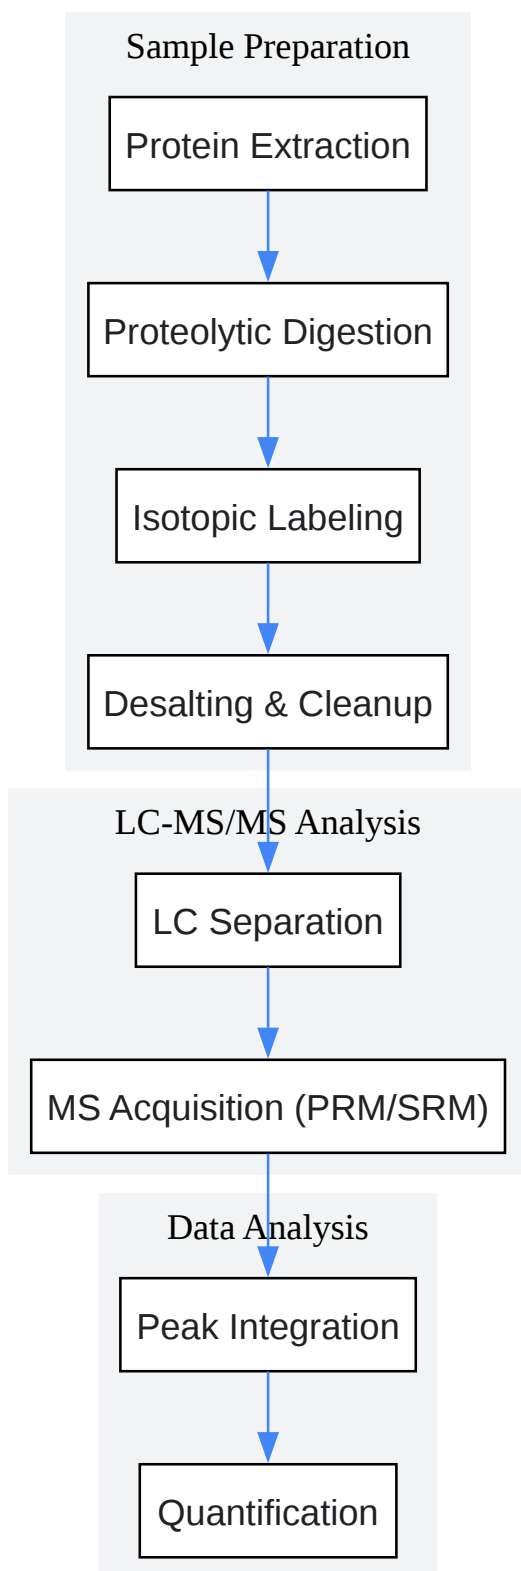 Sample Preparation
Protein Extraction
Proteolytic Digestion
Isotopic Labeling
Desalting & Cleanup
LC-MS/MS Analysis
LC Separation
MS Acquisition (PRM/SRM)
Data Analysis
Peak Integration
Quantification